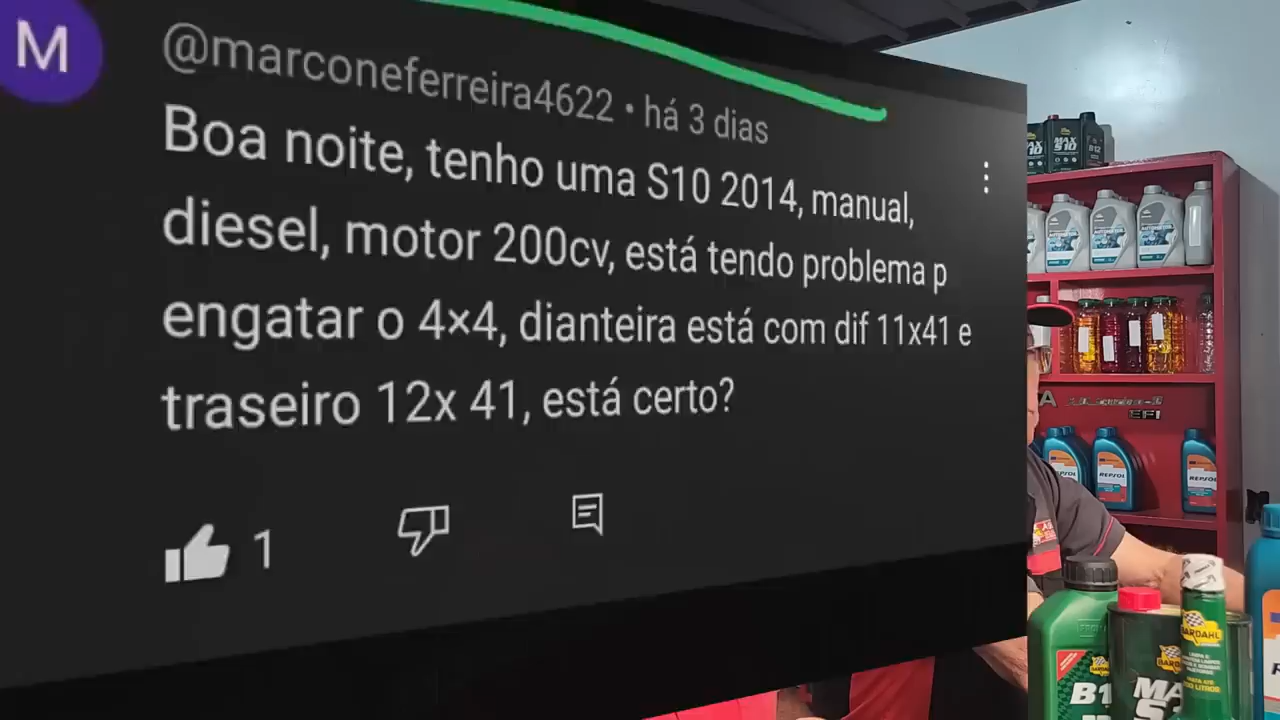 M
@marconeferreira4622 • há 3 dias
Boa noite, tenho uma S10 2014, manual,
diesel, motor 200cv, está tendo problema p
engatar o 4×4, dianteira está com dif 11x41 e
traseiro 12x 41, está certo?
1
MAX
S10
B12
EFI
REPSOL
REPSOL
REPSOL
BARDAHL
B1
BARDAHL